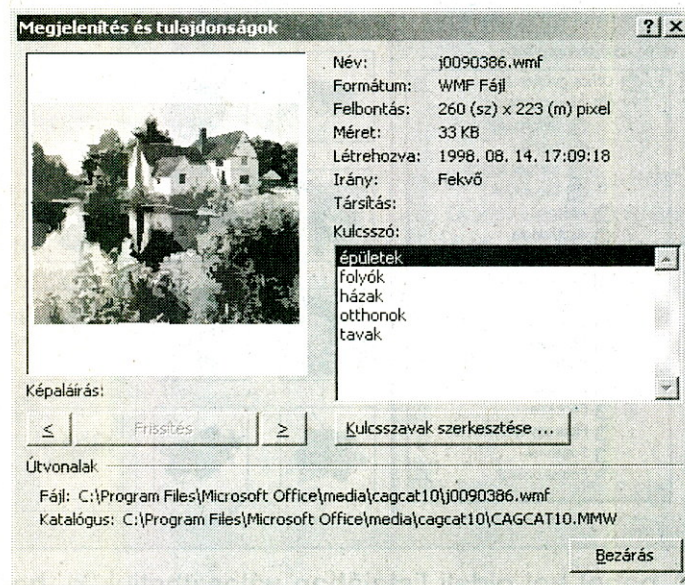 Megjelenítés és tulajdonságok ? X
Név: j0090386.wmf
Formátum: WMF Fájl
Felbontás: 260 (sz) x 223 (m) pixel
Méret: 33 KB
Létrehozva: 1998. 08. 14. 17:09:18
Irány: Fekvő
Társítás:
Kulcsszó:
épületek
folyók
házak
otthonok
tavak
Képaláírás:
< Frissítés > Kulcsszavak szerkesztése ...
Útvonalak
Fájl: C:\Program Files\Microsoft Office\media\cagcat10\j0090386.wmf
Katalógus: C:\Program Files\Microsoft Office\media\cagcat10\CAGCAT10.MMW
Bezárás